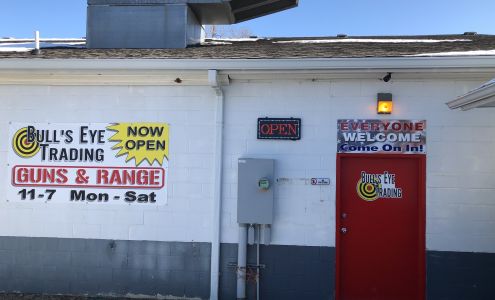 Bull's Eye
Trading
NOW
OPEN
GUNS & RANGE
11-7 Mon - Sat
OPEN
EVERYONE
WELCOME
Come On In!
Bull's Eye
Trading